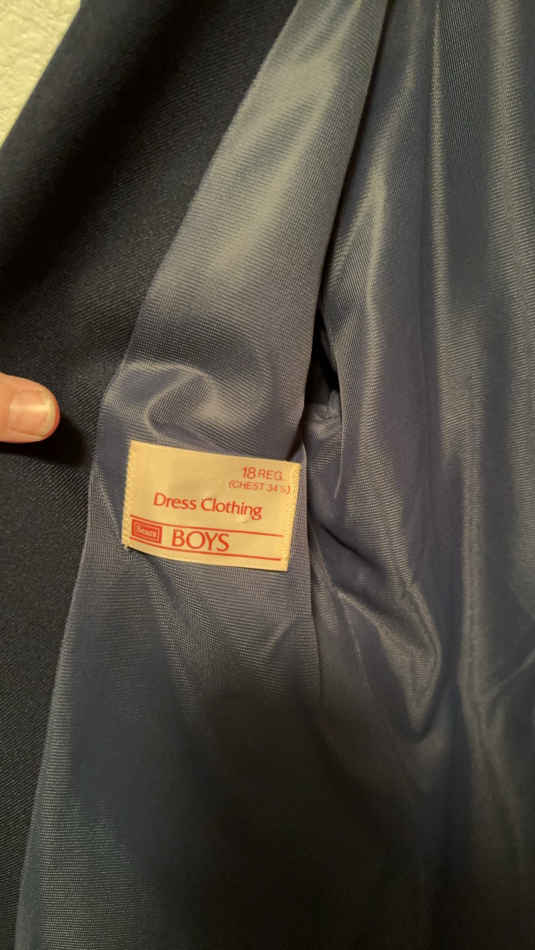 18 REG.
(CHEST 34½)
Dress Clothing
Sears BOYS